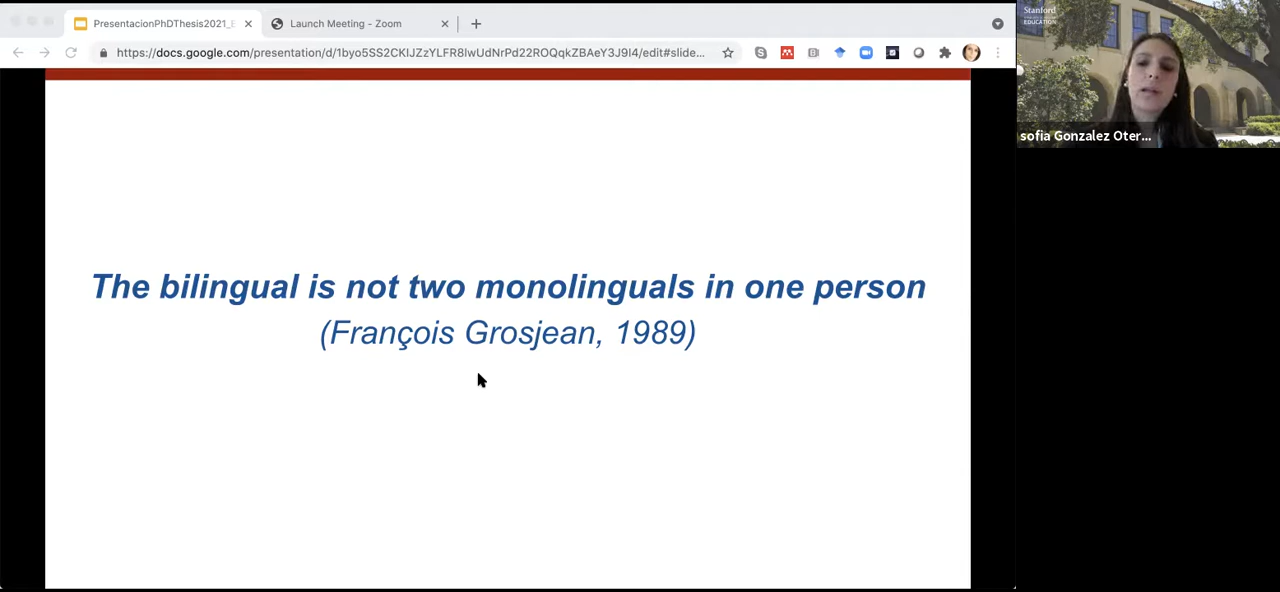 PresentacionPhDThesis2021_E
Launch Meeting - Zoom
https://docs.google.com/presentation/d/1byo5SS2CKIJZzYLFR8lwUdNrPd22ROQqkZBAeY3J9I4/edit#slide...
Stanford
EDUCATION
sofia Gonzalez Oter...
The bilingual is not two monolinguals in one person
(François Grosjean, 1989)